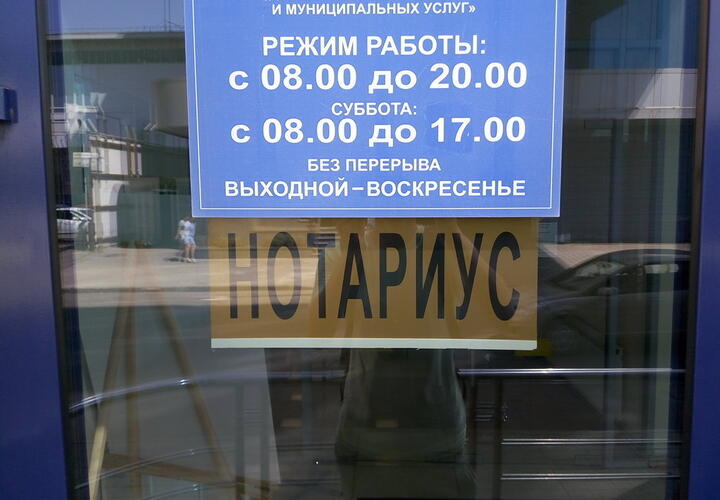 И МУНИЦИПАЛЬНЫХ УСЛУГ»
РЕЖИМ РАБОТЫ:
с 08.00 до 20.00
СУББОТА:
с 08.00 до 17.00
БЕЗ ПЕРЕРЫВА
ВЫХОДНОЙ – ВОСКРЕСЕНЬЕ
НОТАРИУС